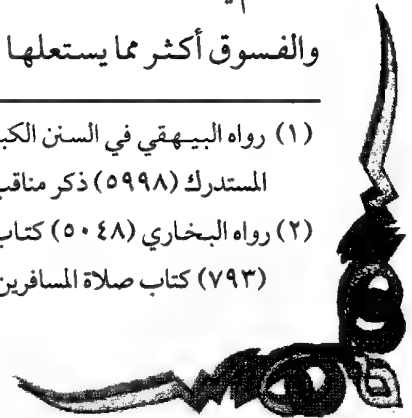 والفسوق أكثر مما يستعلها
(١) رواه البيهقي في السنن الكب
المستدرك (٥٩٩٨) ذكر مناقب
(٢) رواه البخاري (٥٠٤٨) كتاب
(٧٩٣) كتاب صلاة المسافرين